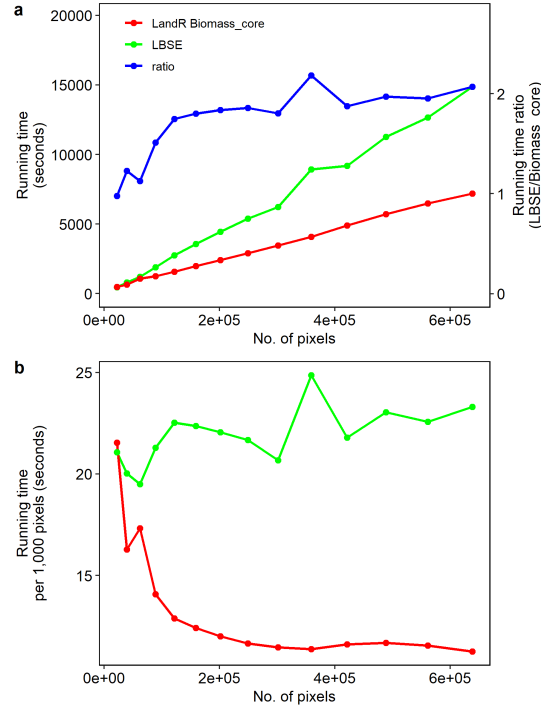 a
LandR Biomass_core
LBSE
ratio
20000
15000
10000
5000
0
Running time
(seconds)
2
1
0
Running time ratio
(LBSE/Biomass_core)
0e+00 2e+05 4e+05 6e+05
No. of pixels
b
25
20
15
Running time
per 1,000 pixels (seconds)
0e+00 2e+05 4e+05 6e+05
No. of pixels